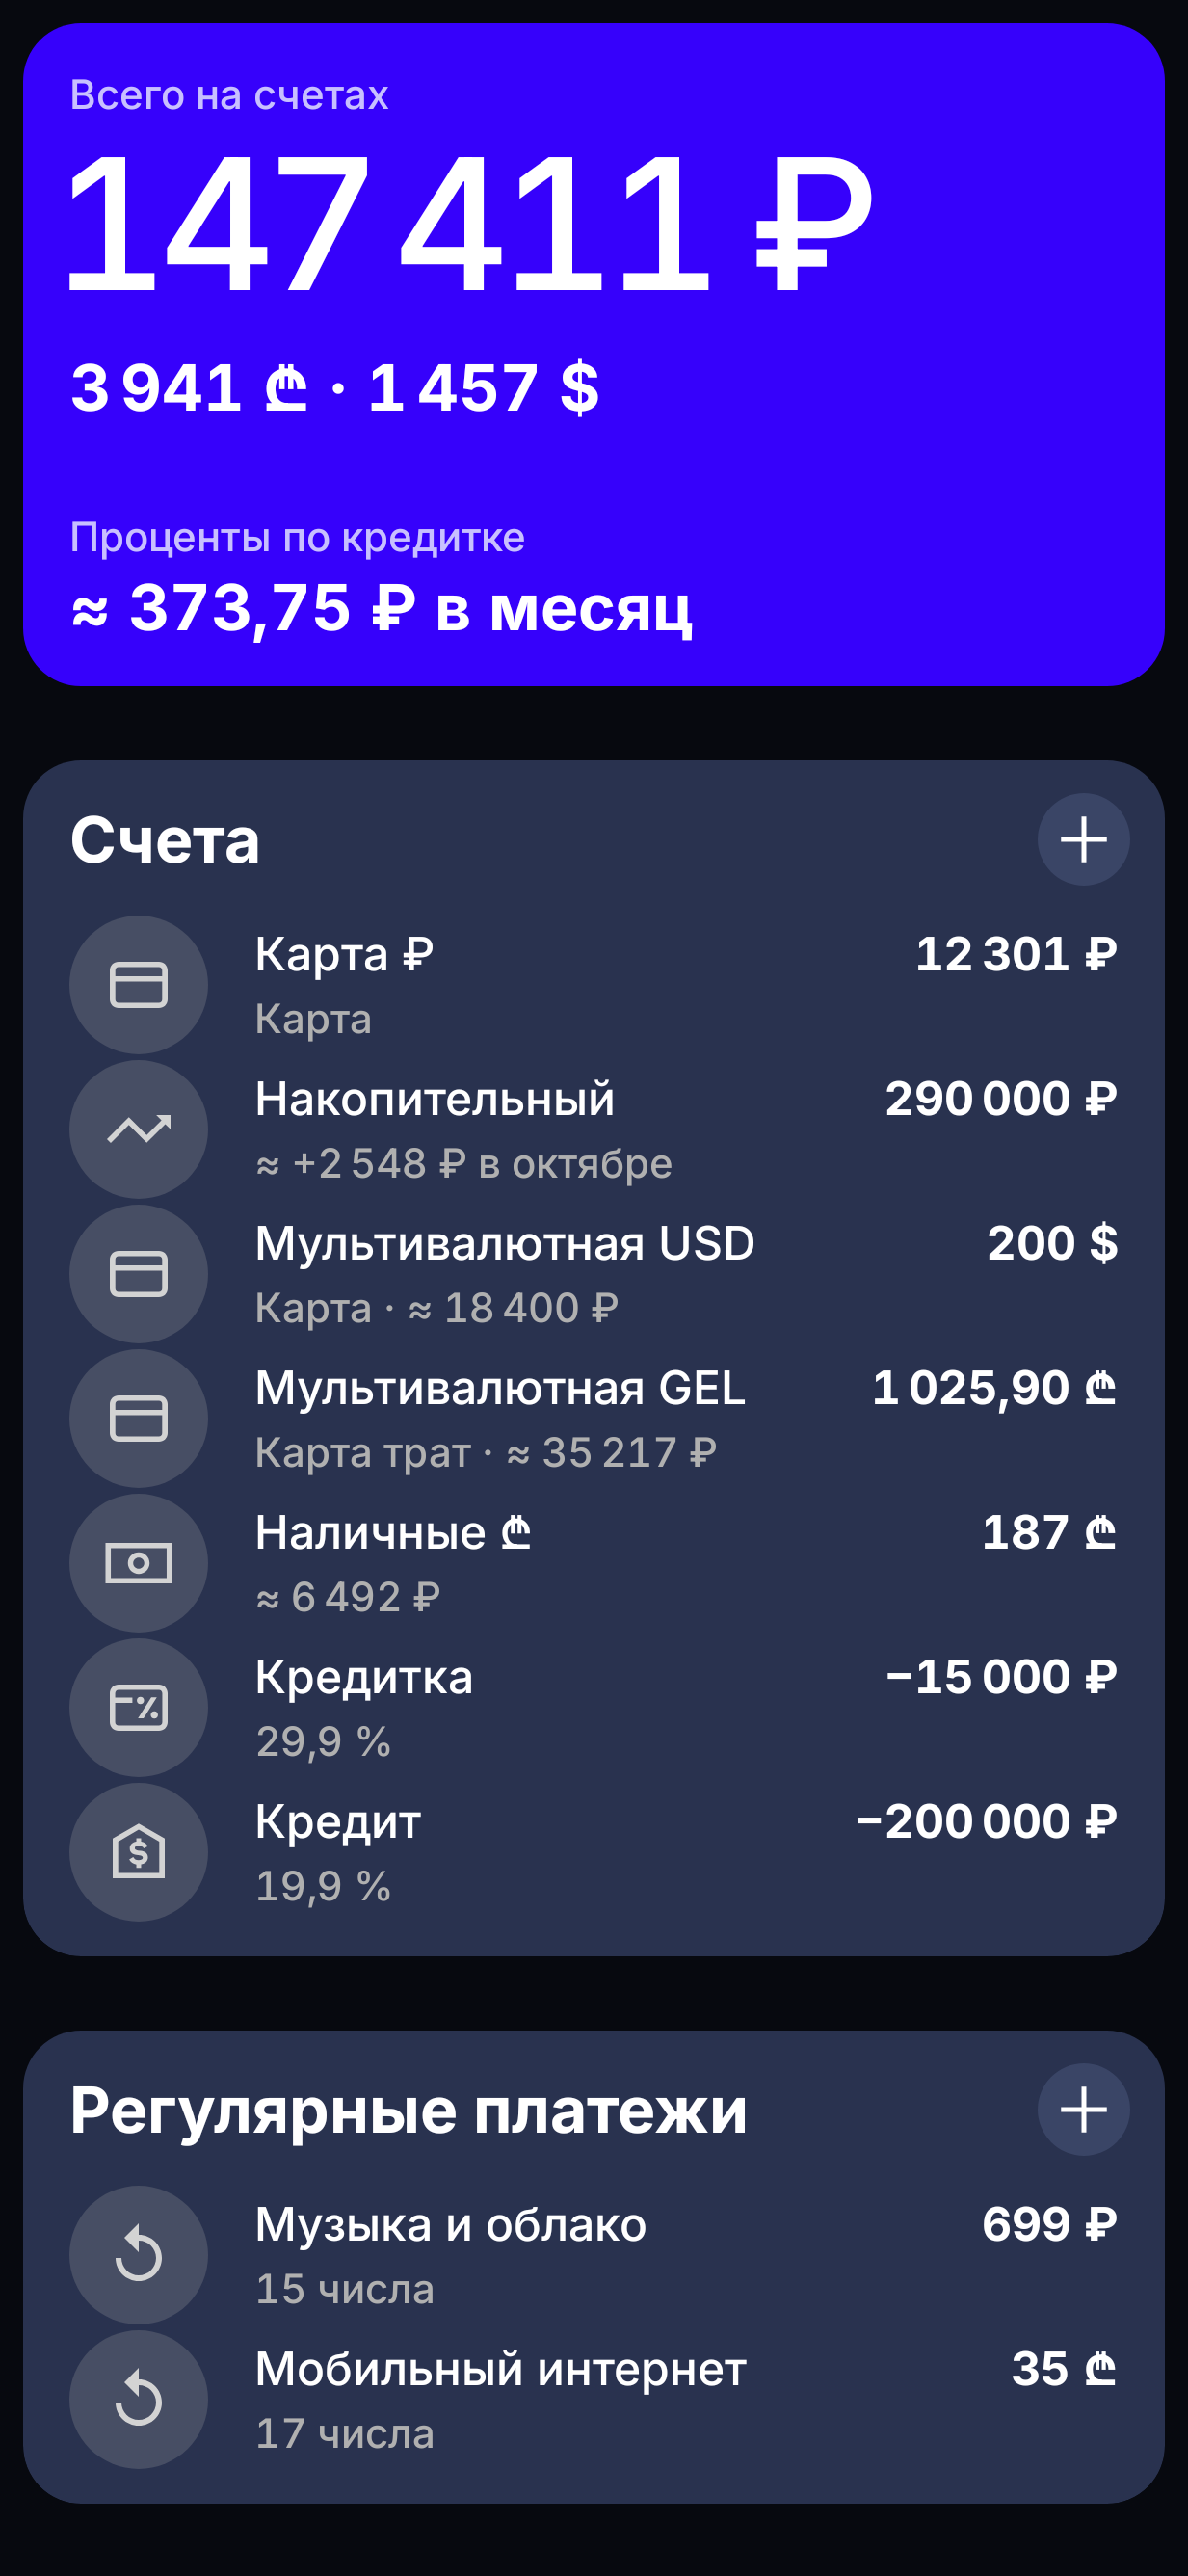 Всего на счетах
147 411 ₽
3 941 ₾ · 1 457 $
Проценты по кредитке
≈ 373,75 ₽ в месяц
Счета
Карта ₽
12 301 ₽
Карта
Накопительный
290 000 ₽
≈ +2 548 ₽ в октябре
Мультивалютная USD
200 $
Карта · ≈ 18 400 ₽
Мультивалютная GEL
1 025,90 ₾
Карта трат · ≈ 35 217 ₽
Наличные ₾
187 ₾
≈ 6 492 ₽
Кредитка
−15 000 ₽
29,9 %
Кредит
−200 000 ₽
19,9 %
Регулярные платежи
Музыка и облако
699 ₽
15 числа
Мобильный интернет
35 ₾
17 числа